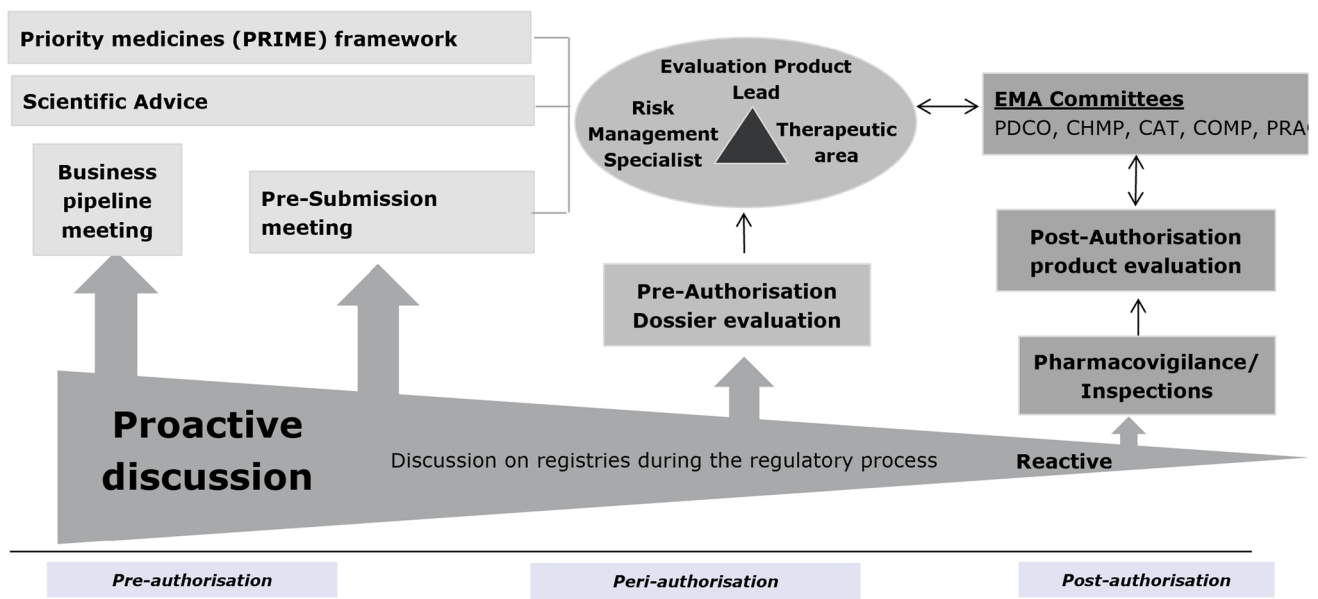 Priority medicines (PRIME) framework
Scientific Advice
Business
pipeline
meeting
Pre-Submission
meeting
Evaluation Product
Lead
Risk
Management
Specialist
Therapeutic
area
EMA Committees
PDCO, CHMP, CAT, COMP,
Pre-Authorisation
Dossier evaluation
Post-Authorisation
product evaluation
Pharmacovigilance/
Inspections
Proactive
discussion
Discussion on registries during the regulatory process
Reactive
Pre-authorisation
Peri-authorisation
Post-authorisation